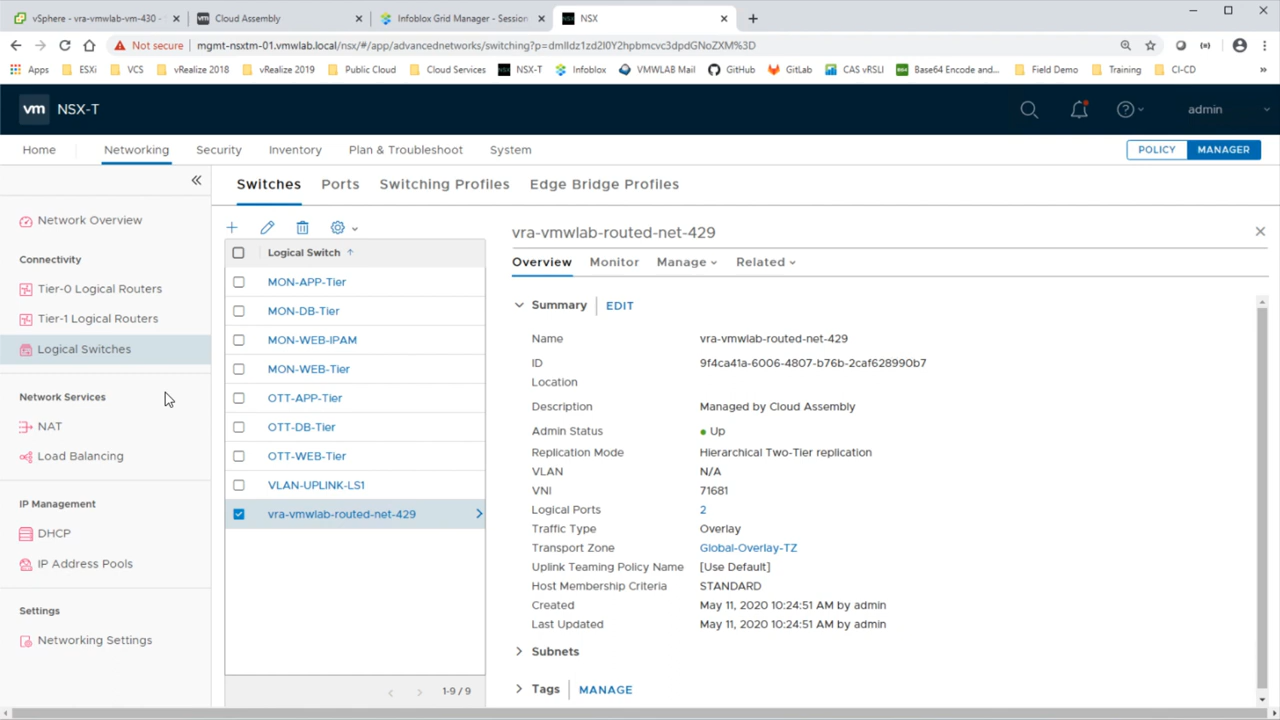 vSphere - vra-vmwlab-vm-430 -
Cloud Assembly
Infoblox Grid Manager - Session
NSX
Not secure
mgmt-nsxtm-01.vmwlab.local/nsx/#/app/advancednetworks/switching?p=dmlldz1zd2l0Y2hpbmcvc3dpdGNoZXM%3D
Apps
ESXi
VCS
vRealize 2018
vRealize 2019
Public Cloud
Cloud Services
NSX-T
Infoblox
VMWLAB Mail
GitHub
GitLab
CAS vRSLI
Base64 Encode and...
Field Demo
Training
CI-CD
vm
NSX-T
admin
Home
Networking
Security
Inventory
Plan & Troubleshoot
System
POLICY
MANAGER
Network Overview
Connectivity
Tier-0 Logical Routers
Tier-1 Logical Routers
Logical Switches
Network Services
NAT
Load Balancing
IP Management
DHCP
IP Address Pools
Settings
Networking Settings
Switches
Ports
Switching Profiles
Edge Bridge Profiles
Logical Switch
MON-APP-Tier
MON-DB-Tier
MON-WEB-IPAM
MON-WEB-Tier
OTT-APP-Tier
OTT-DB-Tier
OTT-WEB-Tier
VLAN-UPLINK-LS1
vra-vmwlab-routed-net-429
1-9 / 9
vra-vmwlab-routed-net-429
Overview
Monitor
Manage
Related
Summary
EDIT
Name vra-vmwlab-routed-net-429
ID 9f4ca41a-6006-4807-b76b-2caf628990b7
Location
Description Managed by Cloud Assembly
Admin Status Up
Replication Mode Hierarchical Two-Tier replication
VLAN N/A
VNI 71681
Logical Ports 2
Traffic Type Overlay
Transport Zone Global-Overlay-TZ
Uplink Teaming Policy Name [Use Default]
Host Membership Criteria STANDARD
Created May 11, 2020 10:24:51 AM by admin
Last Updated May 11, 2020 10:24:51 AM by admin
Subnets
Tags
MANAGE